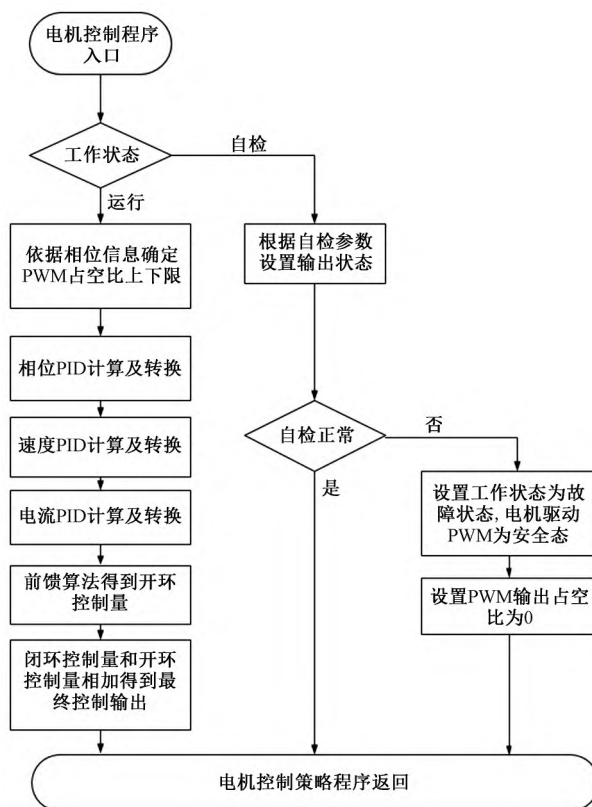 电机控制程序
入口
工作状态
自检
运行
依据相位信息确定
PWM占空比上下限
根据自检参数
设置输出状态
相位PID计算及转换
速度PID计算及转换
电流PID计算及转换
前馈算法得到开环
控制量
闭环控制量和开环
控制量相加得到最
终控制输出
自检正常
否
是
设置工作状态为故
障状态,电机驱动
PWM为安全态
设置PWM输出占空
比为0
电机控制策略程序返回